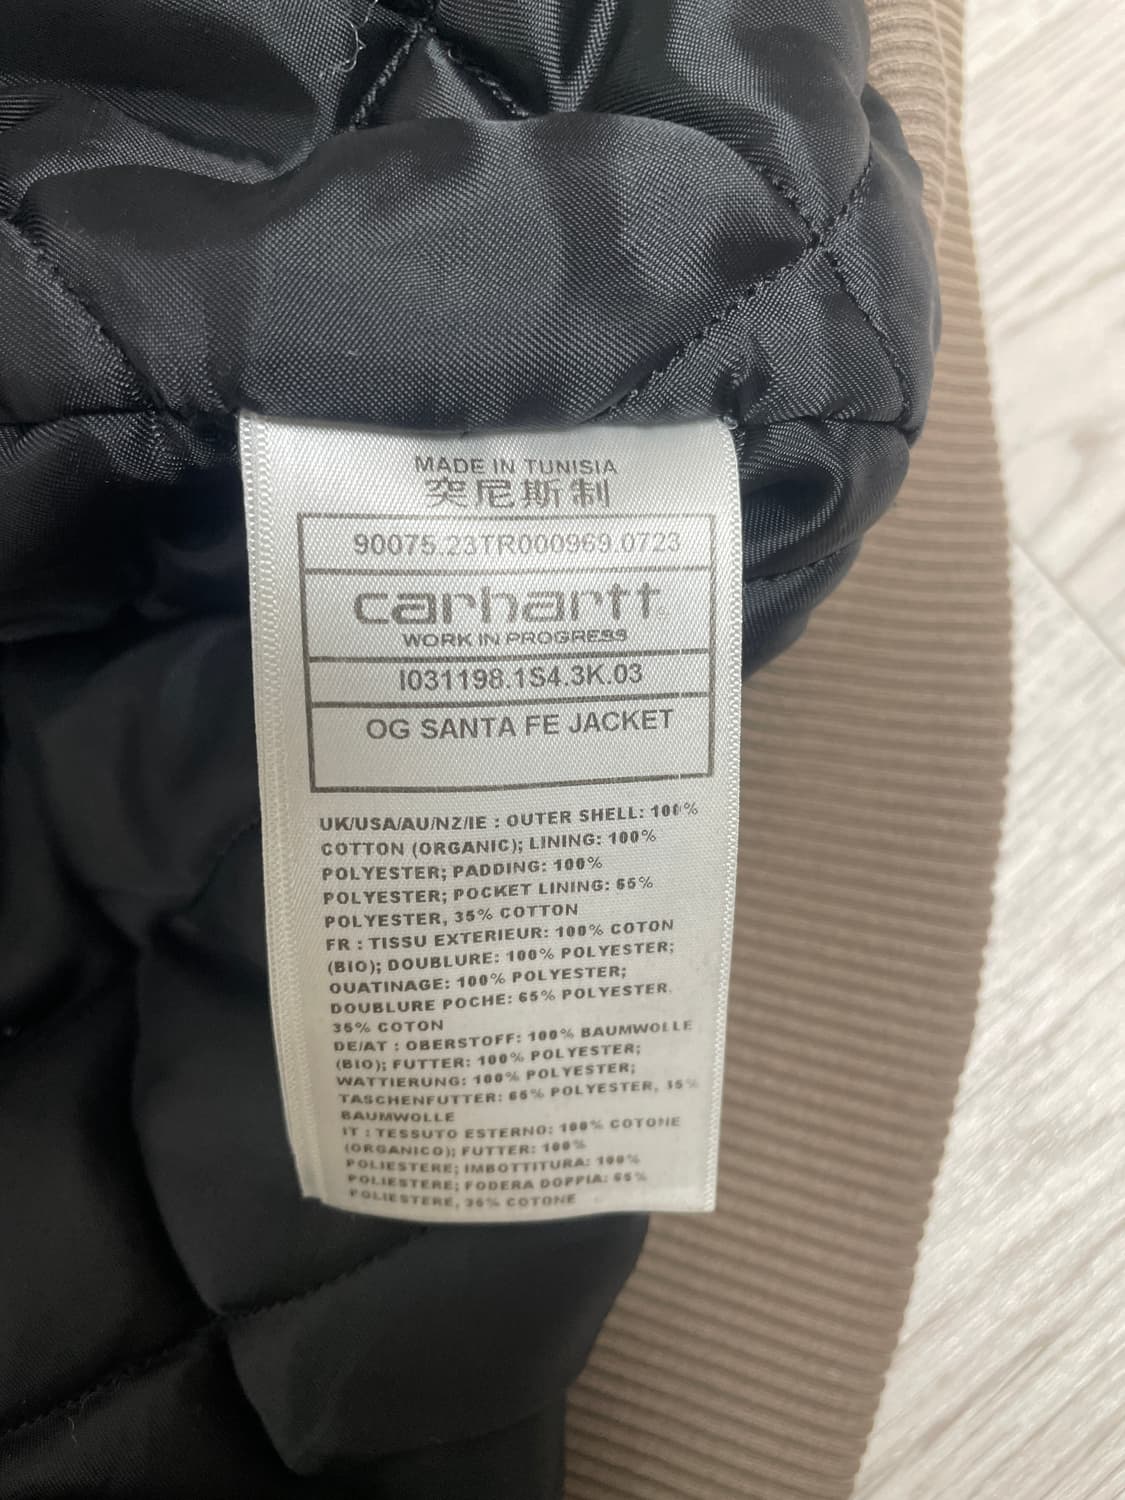 MADE IN TUNISIA
突尼斯制
90075.23TR000969.0723
carhartt
WORK IN PROGRESS
I031198.1S4.3K.03
OG SANTA FE JACKET
UK/USA/AU/NZ/IE : OUTER SHELL: 100%
COTTON (ORGANIC); LINING: 100%
POLYESTER; PADDING: 100%
POLYESTER; POCKET LINING: 65%
POLYESTER, 35% COTTON
FR : TISSU EXTERIEUR: 100% COTON
(BIO); DOUBLURE: 100% POLYESTER;
OUATINAGE: 100% POLYESTER;
DOUBLURE POCHE: 65% POLYESTER,
35% COTON
DE/AT : OBERSTOFF: 100% BAUMWOLLE
(BIO); FUTTER: 100% POLYESTER;
WATTIERUNG: 100% POLYESTER;
TASCHENFUTTER: 65% POLYESTER, 35%
BAUMWOLLE
IT : TESSUTO ESTERNO: 100% COTONE
(ORGANICO); FUTTER: 100%
POLIESTERE; IMBOTTITURA: 100%
POLIESTERE; FODERA DOPPIA: 65%
POLIESTERE, 35% COTONE